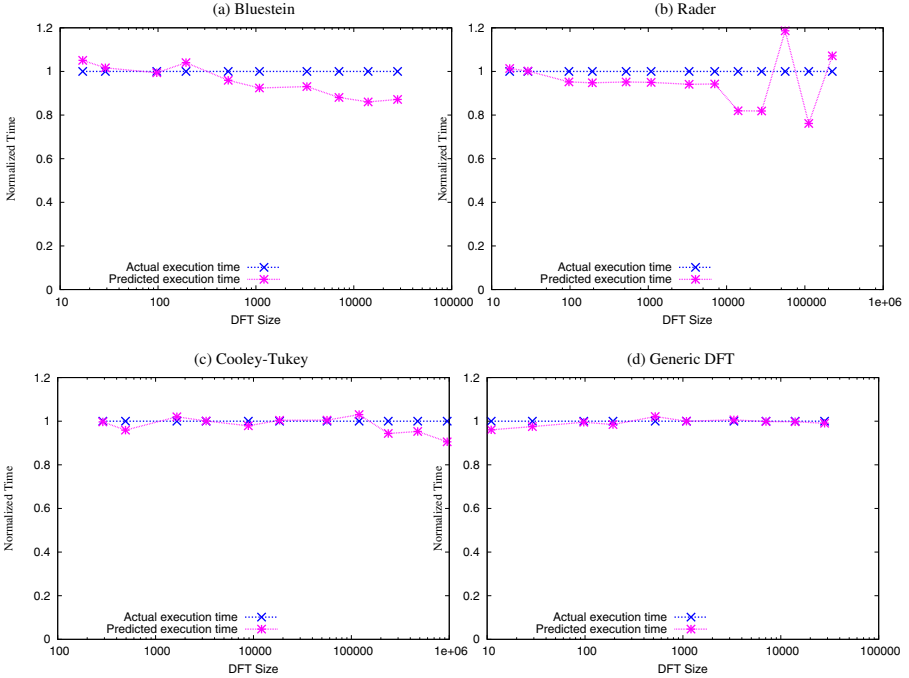 (a) Bluestein
Normalized Time
1.2
1
0.8
0.6
0.4
0.2
0
Actual execution time
Predicted execution time
10 100 1000 10000 100000
DFT Size
(b) Rader
Normalized Time
1.2
1
0.8
0.6
0.4
0.2
0
Actual execution time
Predicted execution time
10 100 1000 10000 100000 1e+06
DFT Size
(c) Cooley-Tukey
Normalized Time
1.2
1
0.8
0.6
0.4
0.2
0
Actual execution time
Predicted execution time
100 1000 10000 100000 1e+06
DFT Size
(d) Generic DFT
Normalized Time
1.2
1
0.8
0.6
0.4
0.2
0
Actual execution time
Predicted execution time
10 100 1000 10000 100000
DFT Size